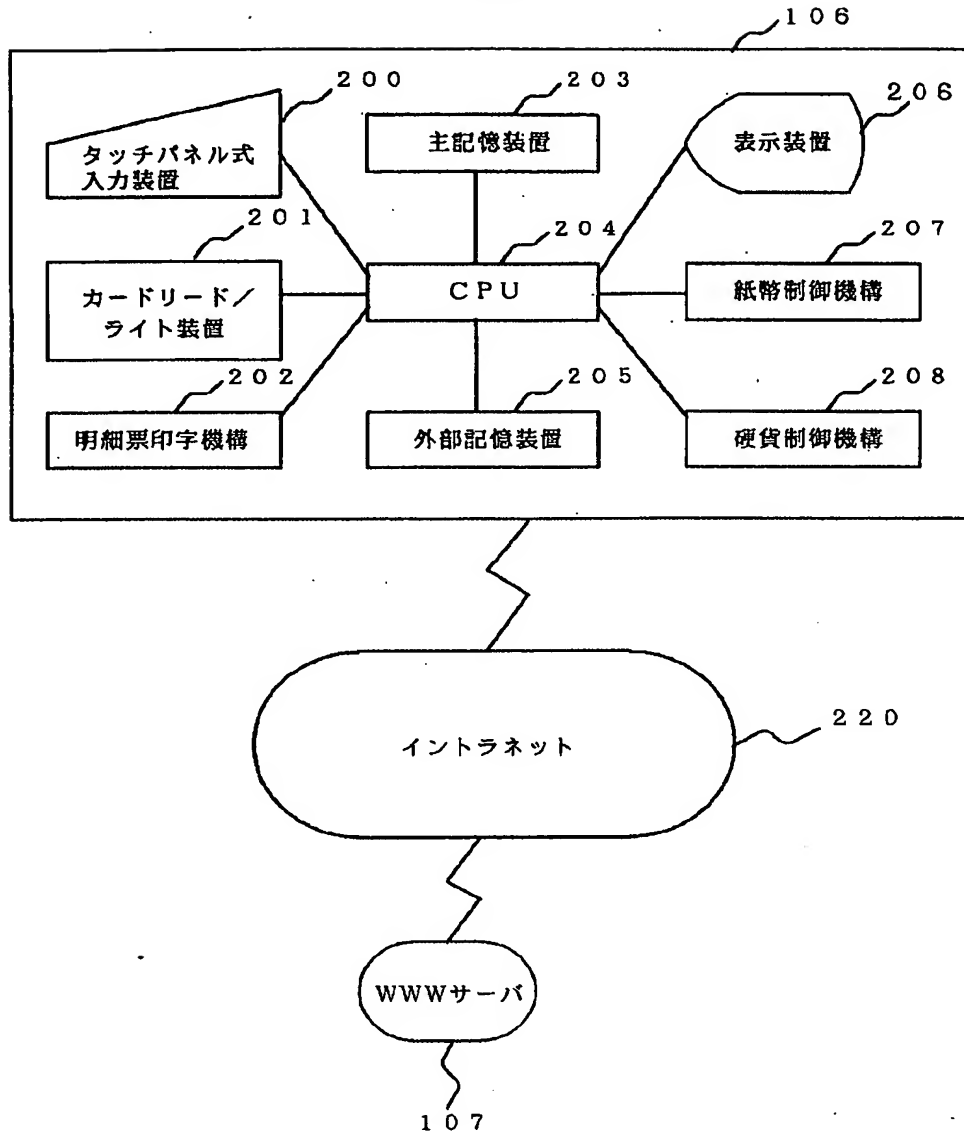 106
200
203
206
タッチパネル式
入力装置
主記憶装置
表示装置
201
204
207
カードリード／
ライト装置
CPU
紙幣制御機構
202
205
208
明細票印字機構
外部記憶装置
硬貨制御機構
220
イントラネット
WWWサーバ
107